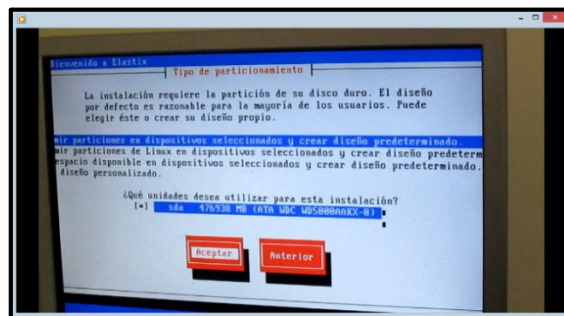 Bienvenido a Elastix
Tipo de particionamiento
La instalación requiere la partición de su disco duro. El diseño
por defecto es razonable para la mayoría de los usuarios. Puede
elegir éste o crear su diseño propio.
mir particiones en dispositivos seleccionados y crear diseño predeterminado.
mir particiones de Linux en dispositivos seleccionados y crear diseño predeterm
espacio disponible en dispositivos seleccionados y crear diseño predeterminado.
diseño personalizado.
¿Qué unidades desea utilizar para esta instalación?
[*] sda 476938 MB (ATA WDC WD5000AAKX-0)
Aceptar
Anterior